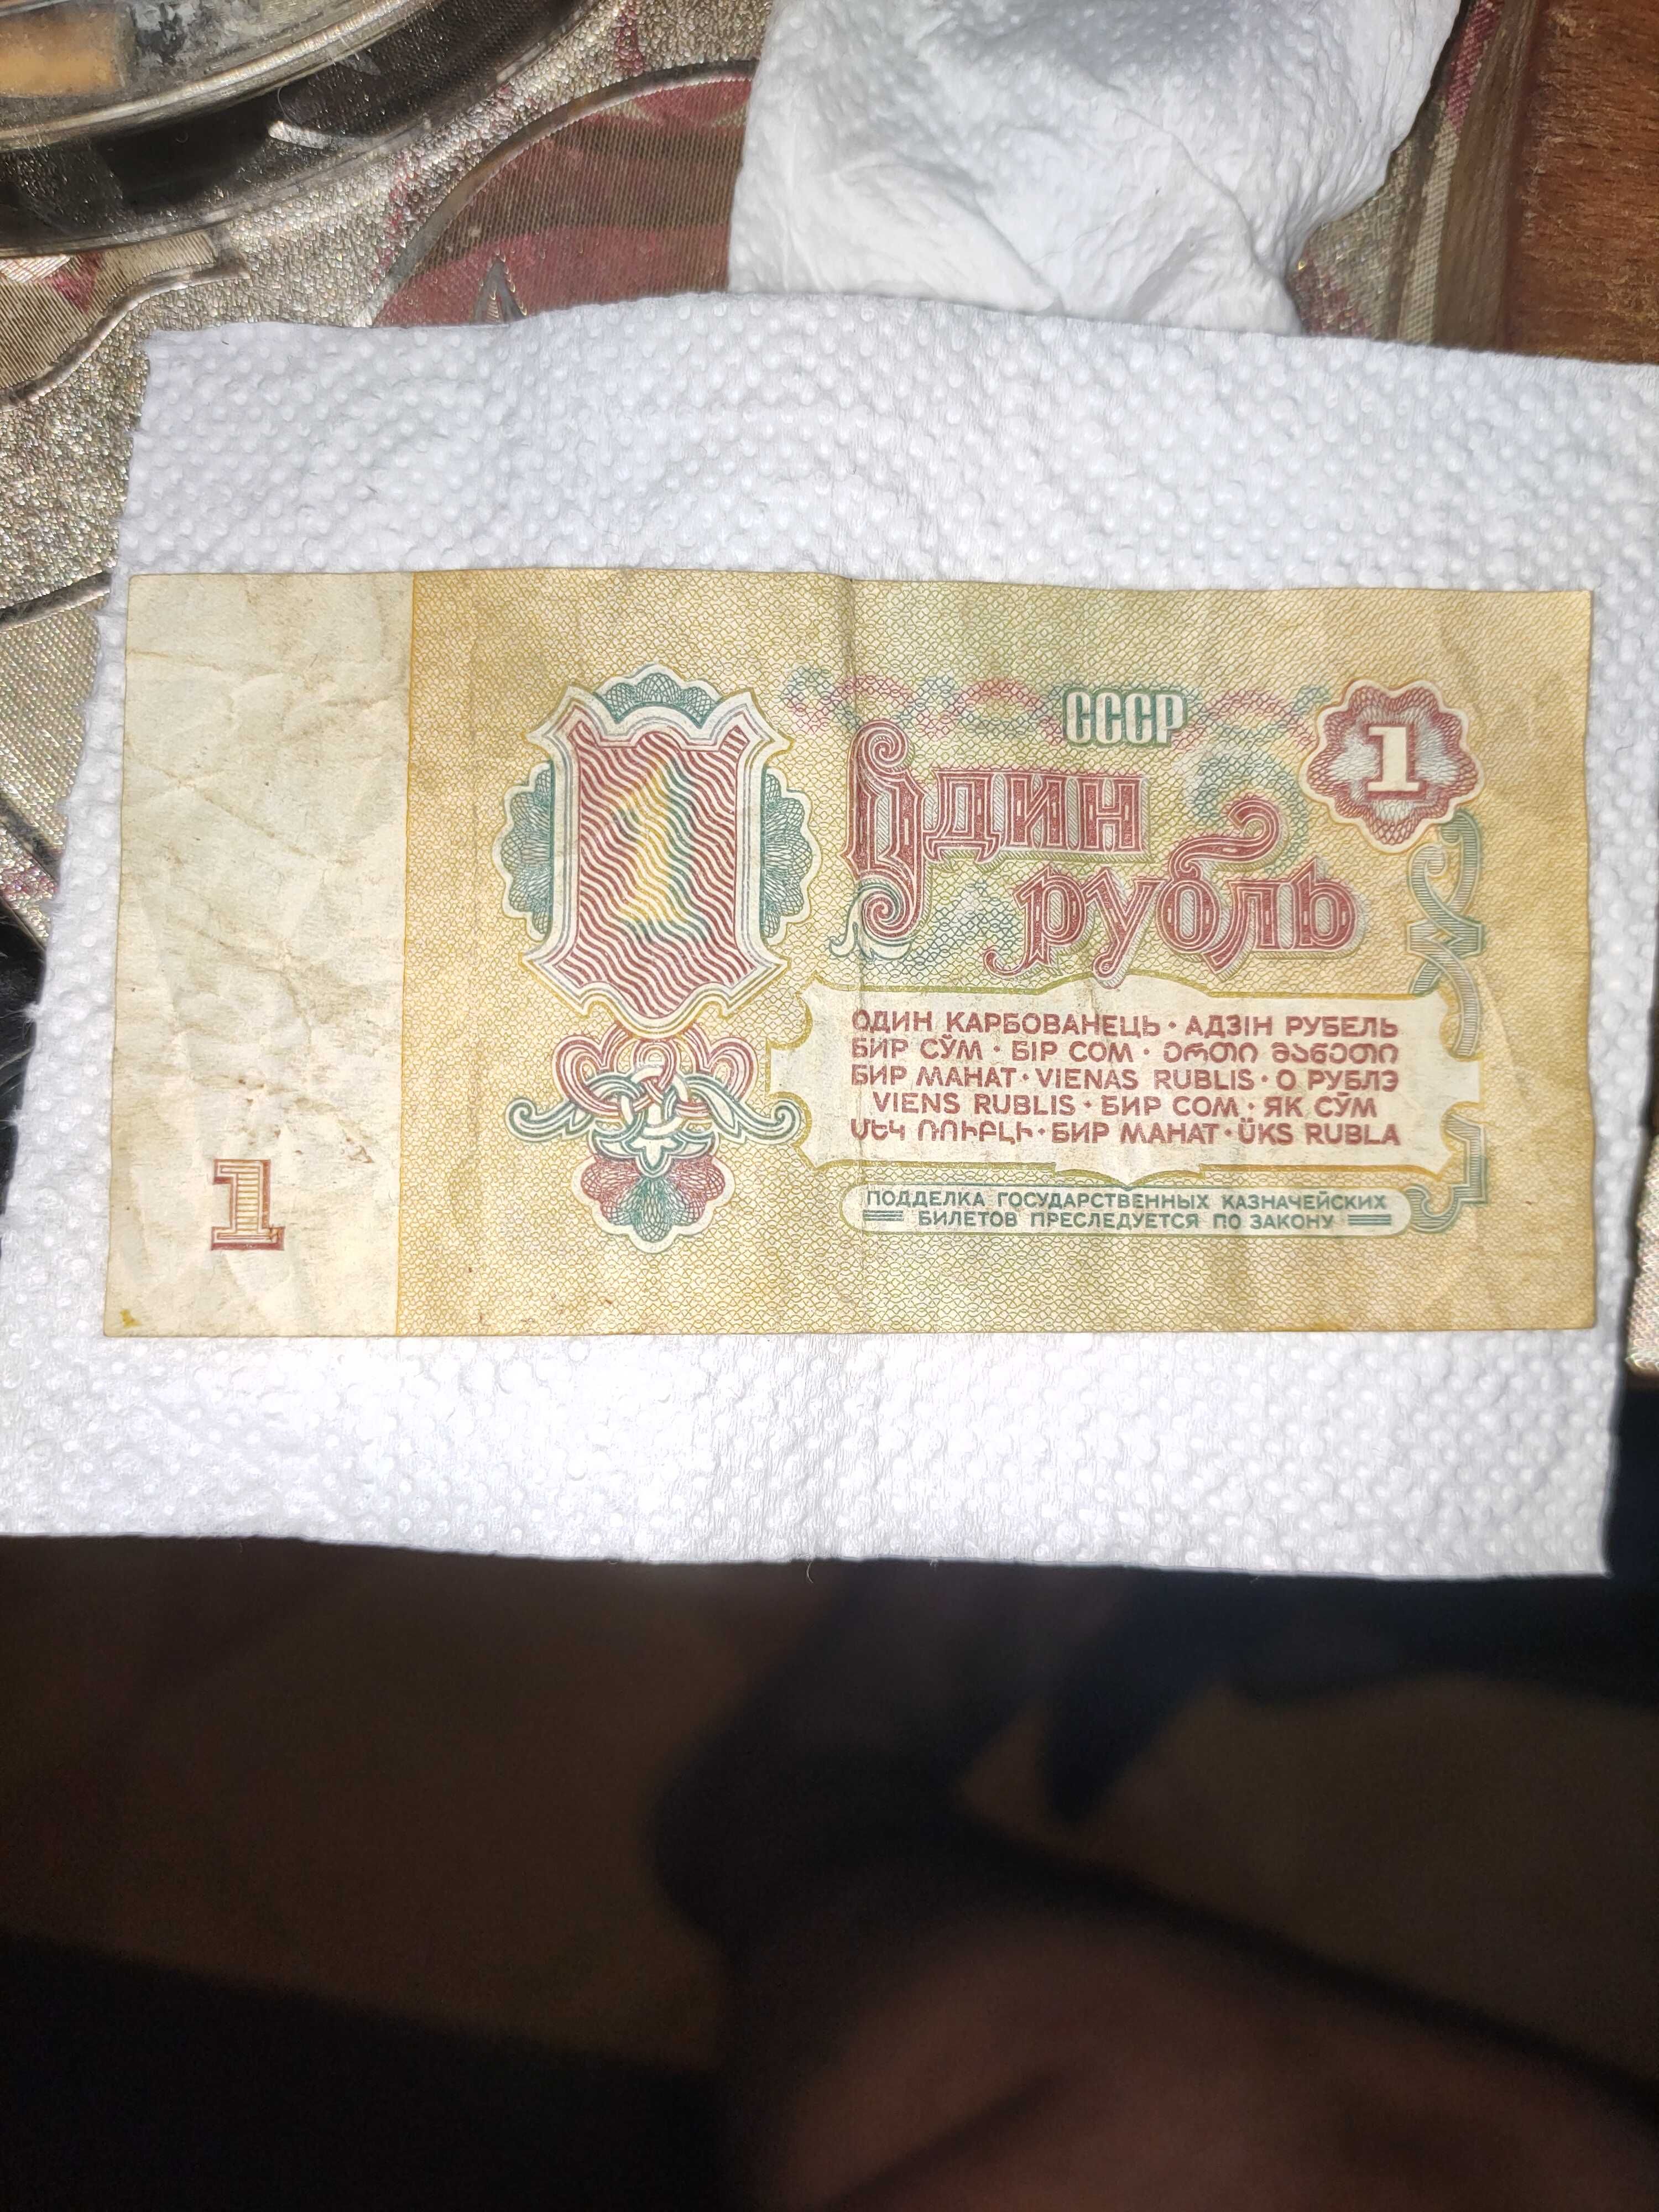 СССР
1
Один
рубль
1
ОДИН КАРБОВАНЕЦЬ · АДЗІН РУБЕЛЬ
БИР СЎМ · БІР СОМ · ერთი მანეთი
БИР МАНАТ · VIENAS RUBLIS · О РУБЛЭ
VIENS RUBLIS · БИР СОМ · ЯК СӮМ
ՄԵԿ ՌՈՒԲԼԻ · БИР МАНАТ · ÜKS RUBLA
ПОДДЕЛКА ГОСУДАРСТВЕННЫХ КАЗНАЧЕЙСКИХ
БИЛЕТОВ ПРЕСЛЕДУЕТСЯ ПО ЗАКОНУ
1